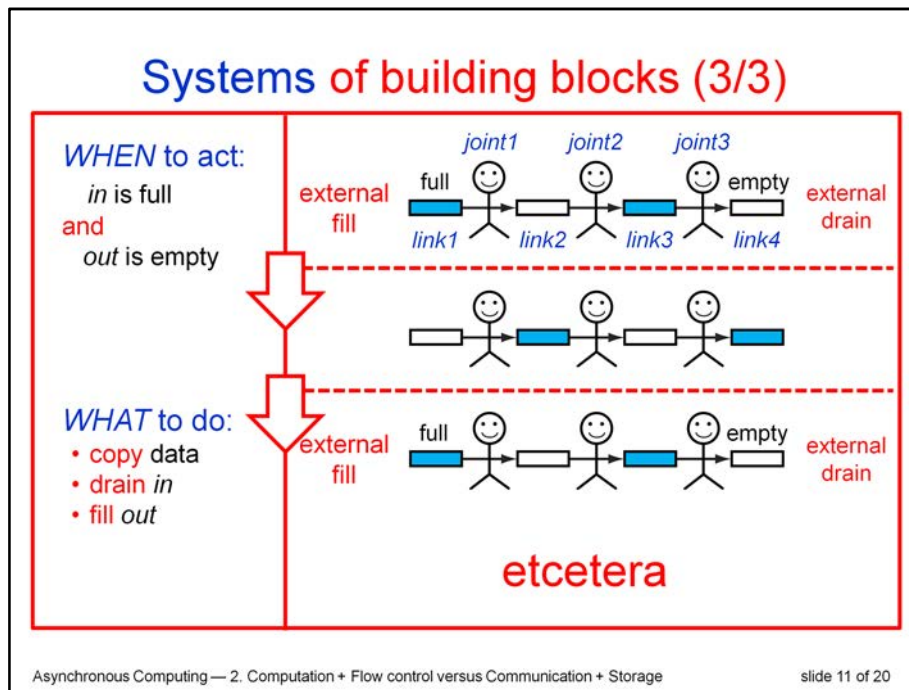 Systems of building blocks (3/3)
WHEN to act:
in is full
and
out is empty
WHAT to do:
• copy data
• drain in
• fill out
joint1 joint2 joint3
full empty
external
fill
external
drain
link1 link2 link3 link4
full empty
external
fill
external
drain
etcetera
Asynchronous Computing — 2. Computation + Flow control versus Communication + Storage slide 11 of 20